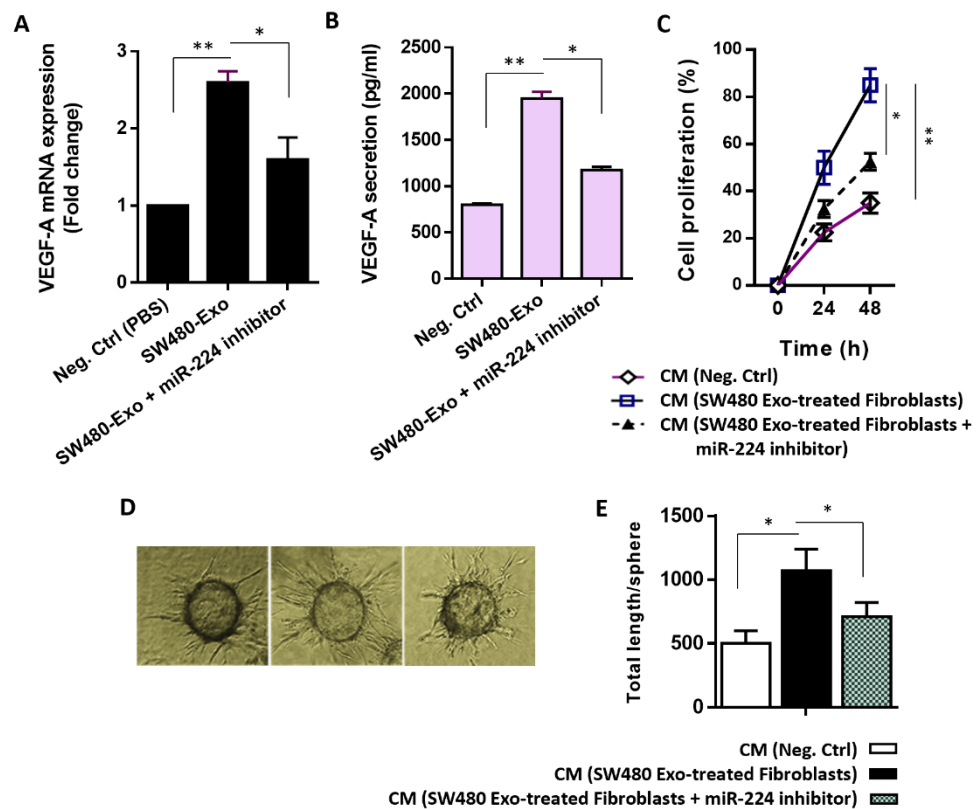 A
VEGF-A mRNA expression
(Fold change)
3
2
1
0
**
*
Neg. Ctrl (PBS)
SW480-Exo
SW480-Exo + miR-224 inhibitor
B
VEGF-A secretion (pg/ml)
2500
2000
1500
1000
500
0
**
*
Neg. Ctrl
SW480-Exo
SW480-Exo + miR-224 inhibitor
C
Cell proliferation (%)
100
80
60
40
20
0
*
**
0 24 48
Time (h)
CM (Neg. Ctrl)
CM (SW480 Exo-treated Fibroblasts)
CM (SW480 Exo-treated Fibroblasts +
miR-224 inhibitor)
D
E
Total length/sphere
1500
1000
500
0
*
*
CM (Neg. Ctrl)
CM (SW480 Exo-treated Fibroblasts)
CM (SW480 Exo-treated Fibroblasts + miR-224 inhibitor)